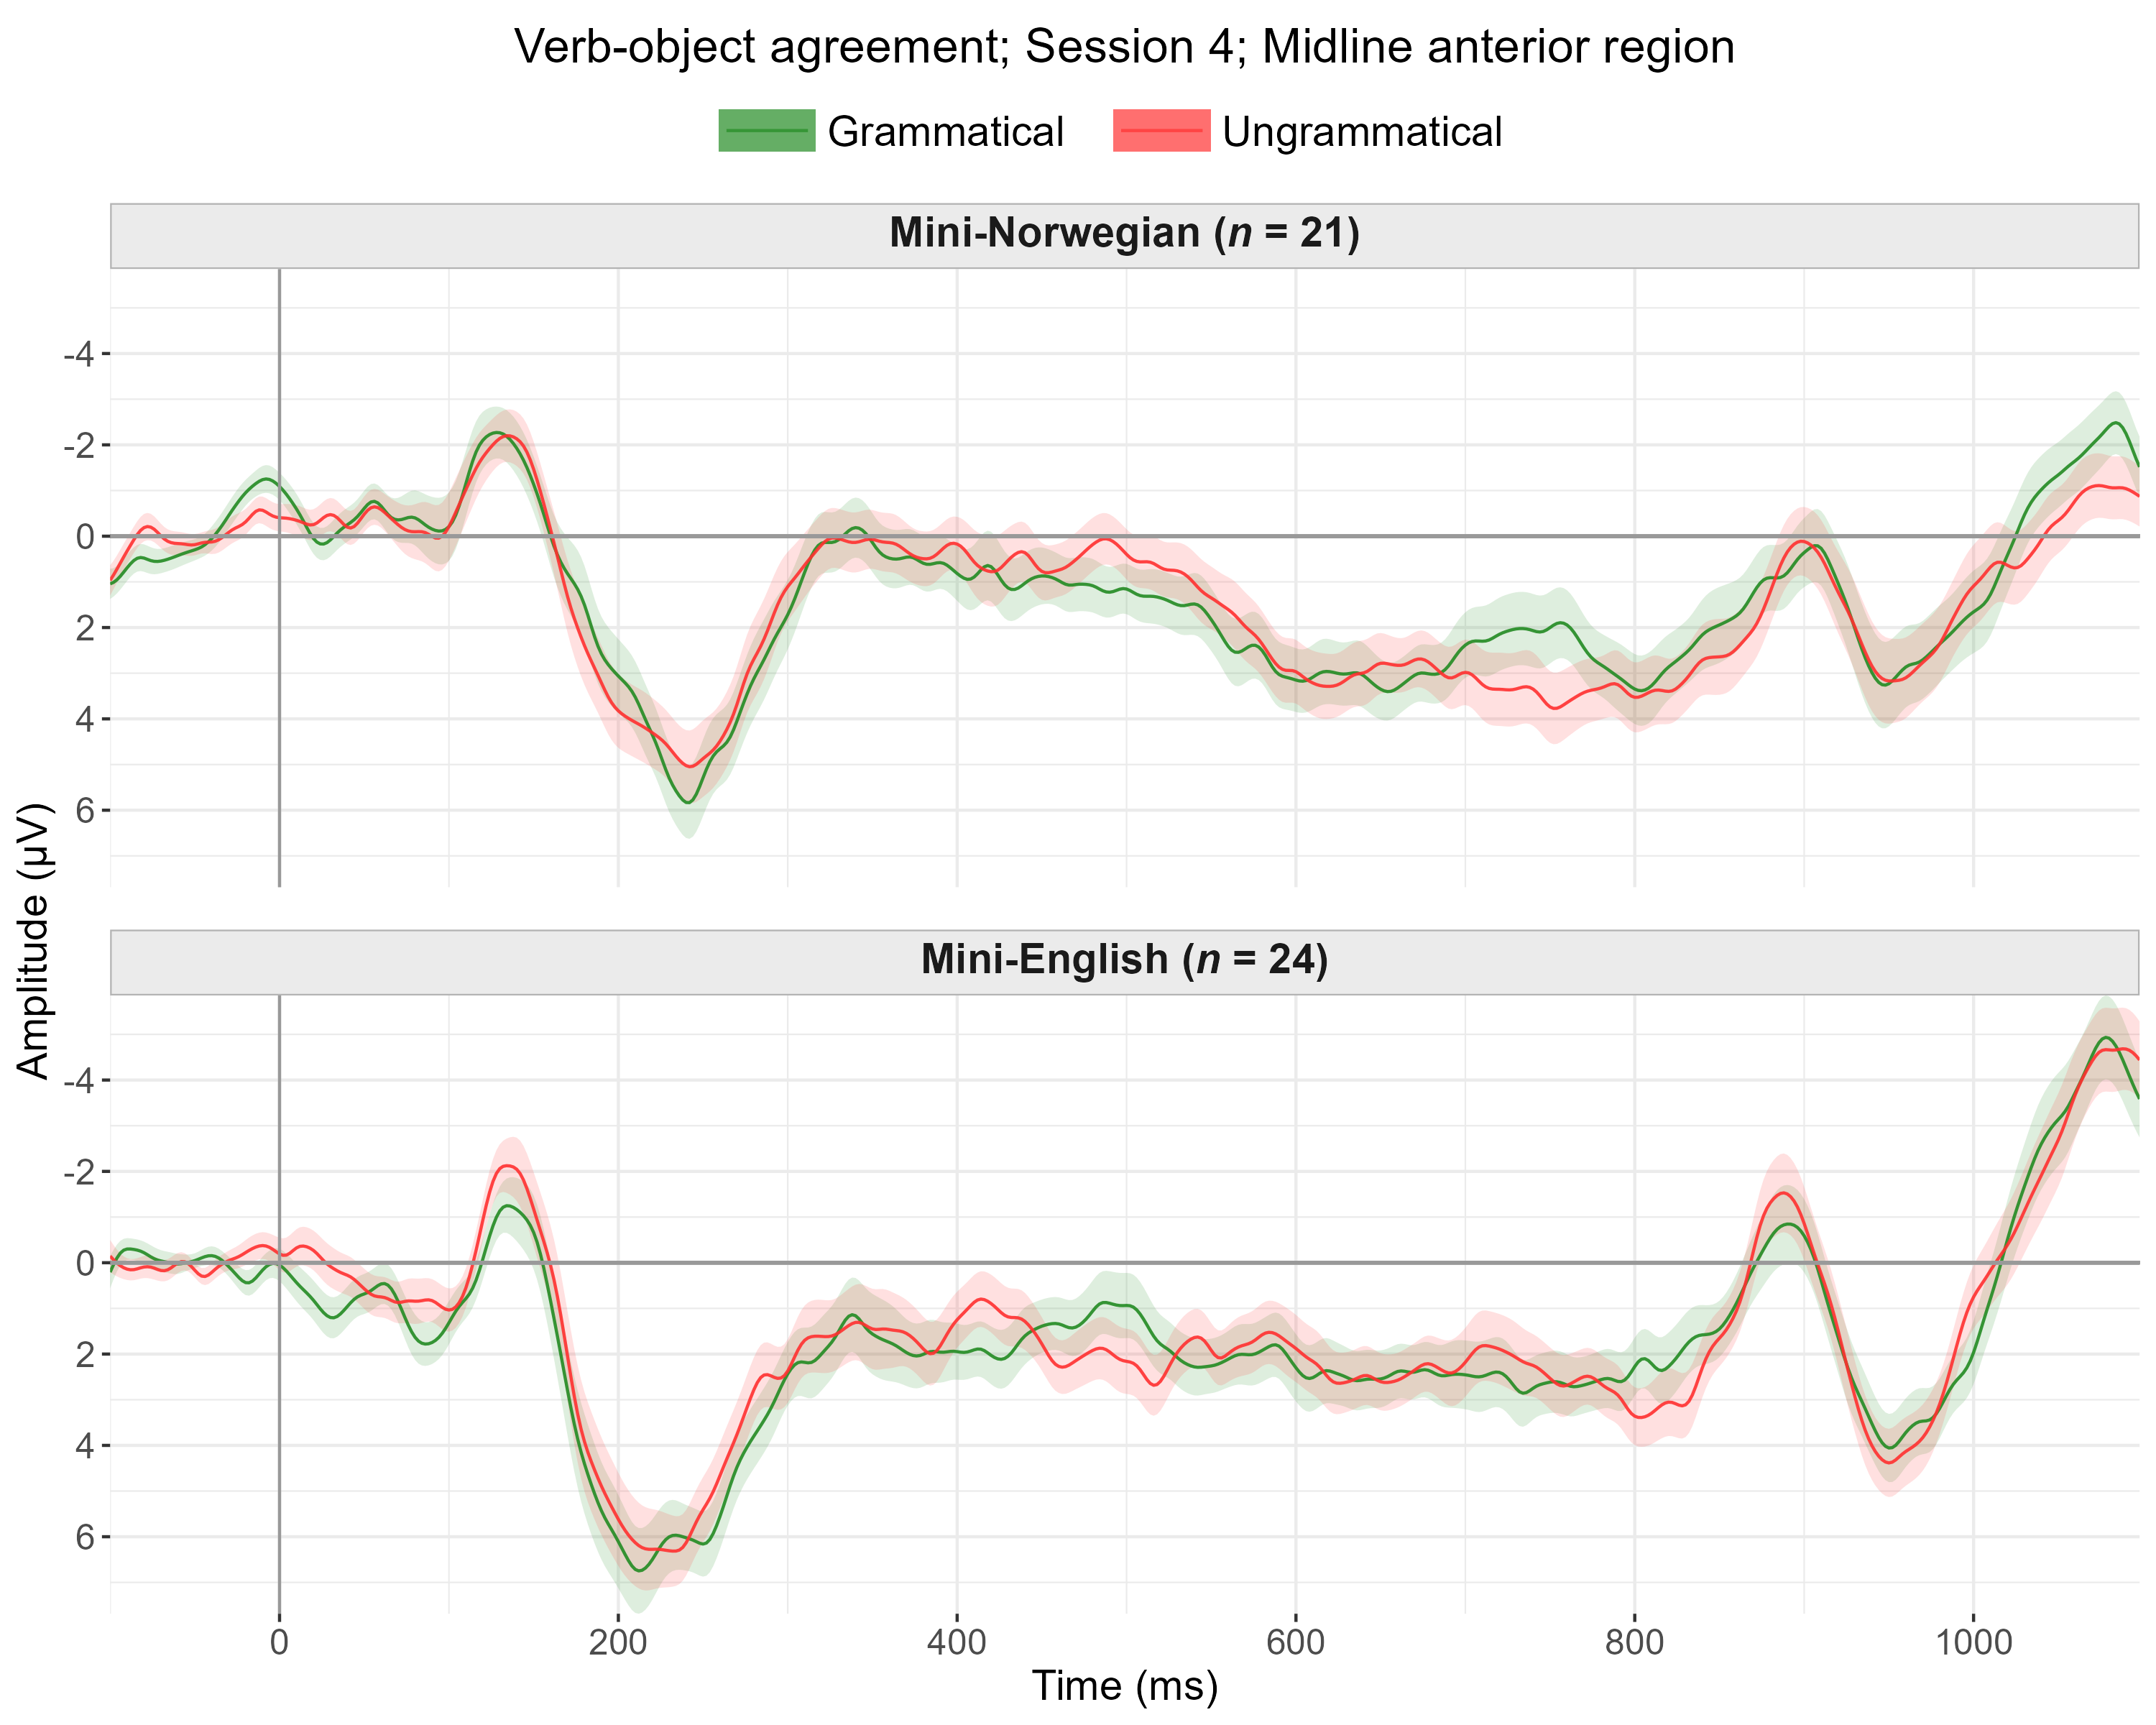 Verb-object agreement; Session 4; Midline anterior region
Grammatical Ungrammatical
Mini-Norwegian (n = 21)
-4
-2
0
2
4
6
Mini-English (n = 24)
-4
-2
0
2
4
6
Amplitude (µV)
0 200 400 600 800 1000
Time (ms)